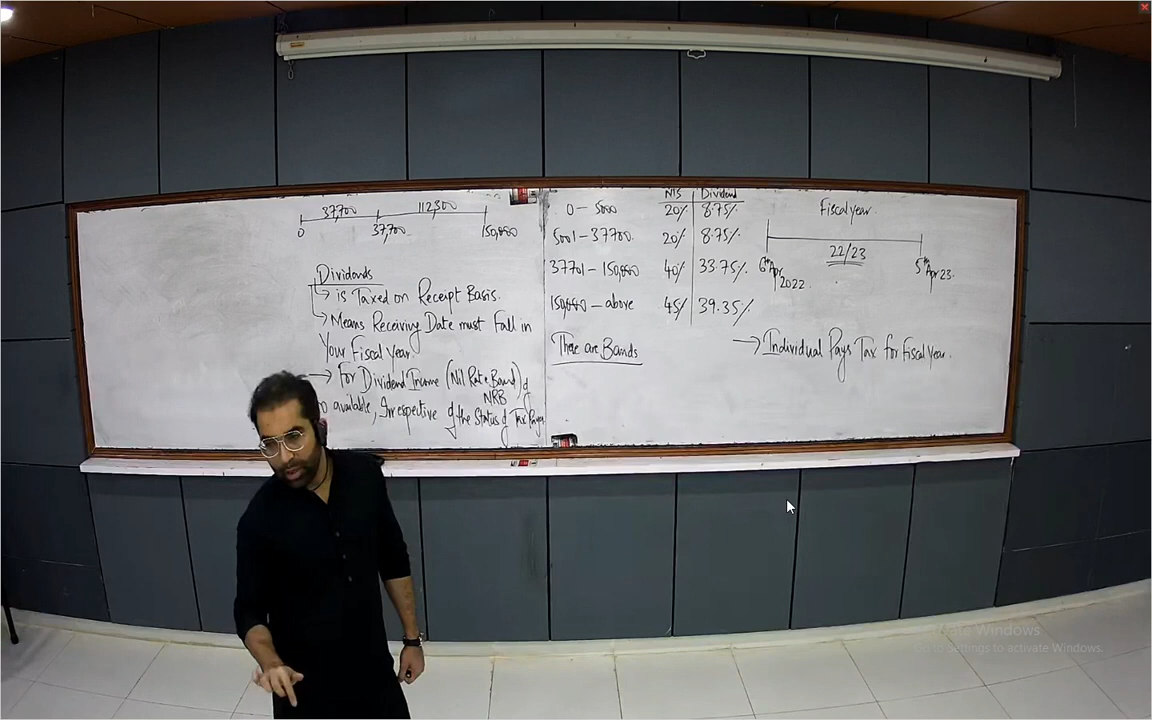 37,700 112,300
0 37,700 150,000
Dividends
→ is Taxed on Receipt Basis.
→ Means Receiving Date must Fall in
Your Fiscal Year.
→ For Dividend Income (Nil Rate Band) of
NRB
available, Irrespective of the Status of Tax Payer
NIS Dividend
0 – 5000 20% 8.75%
5001 – 37700. 20% 8.75%
37701 – 150,000 40% 33.75%
150,000 – above 45% 39.35%
These are Bands
Fiscal year.
22/23
6th Apr 2022 5th Apr 23.
→ Individual Pays Tax for Fiscal Year.
Activate Windows
Go to Settings to activate Windows.